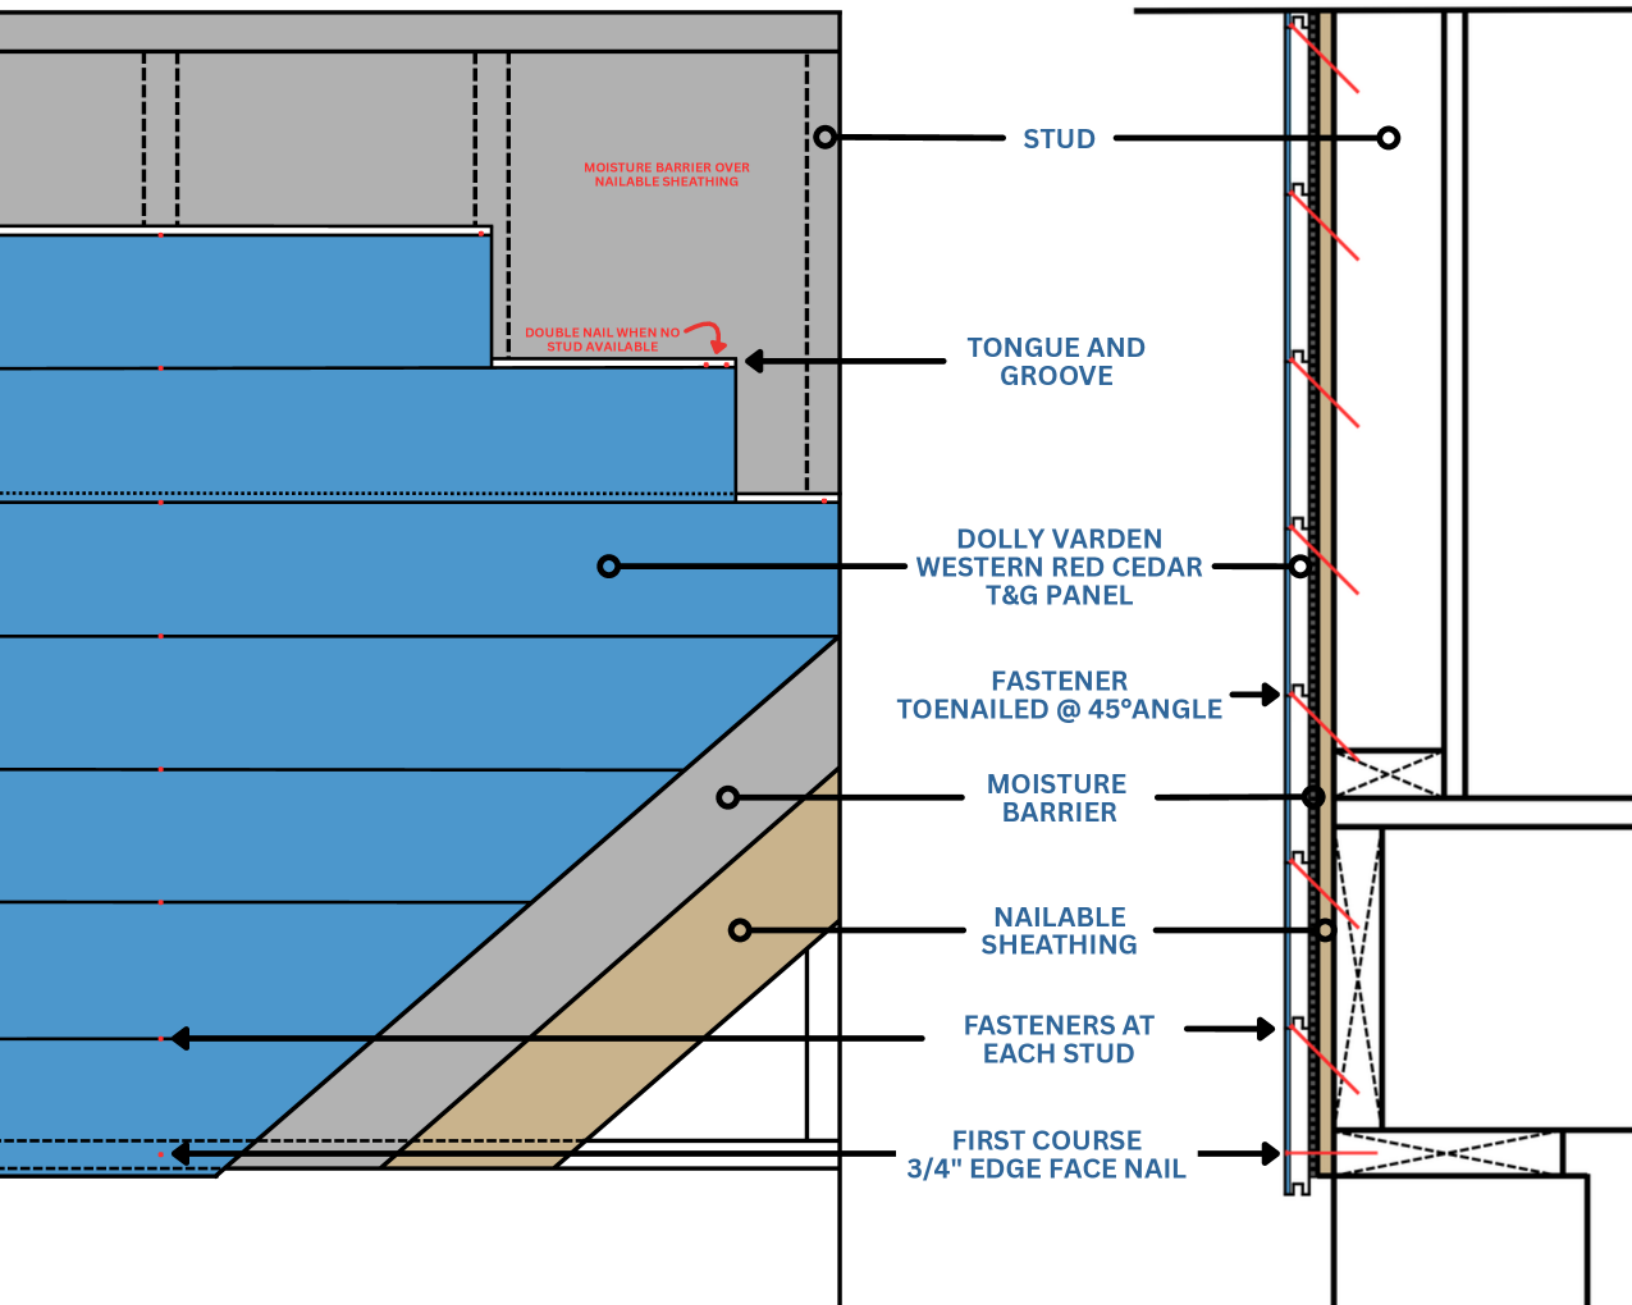 STUD
MOISTURE BARRIER OVER
NAILABLE SHEATHING
DOUBLE NAIL WHEN NO
STUD AVAILABLE
TONGUE AND
GROOVE
DOLLY VARDEN
WESTERN RED CEDAR
T&G PANEL
FASTENER
TOENAILED @ 45°ANGLE
MOISTURE
BARRIER
NAILABLE
SHEATHING
FASTENERS AT
EACH STUD
FIRST COURSE
3/4" EDGE FACE NAIL